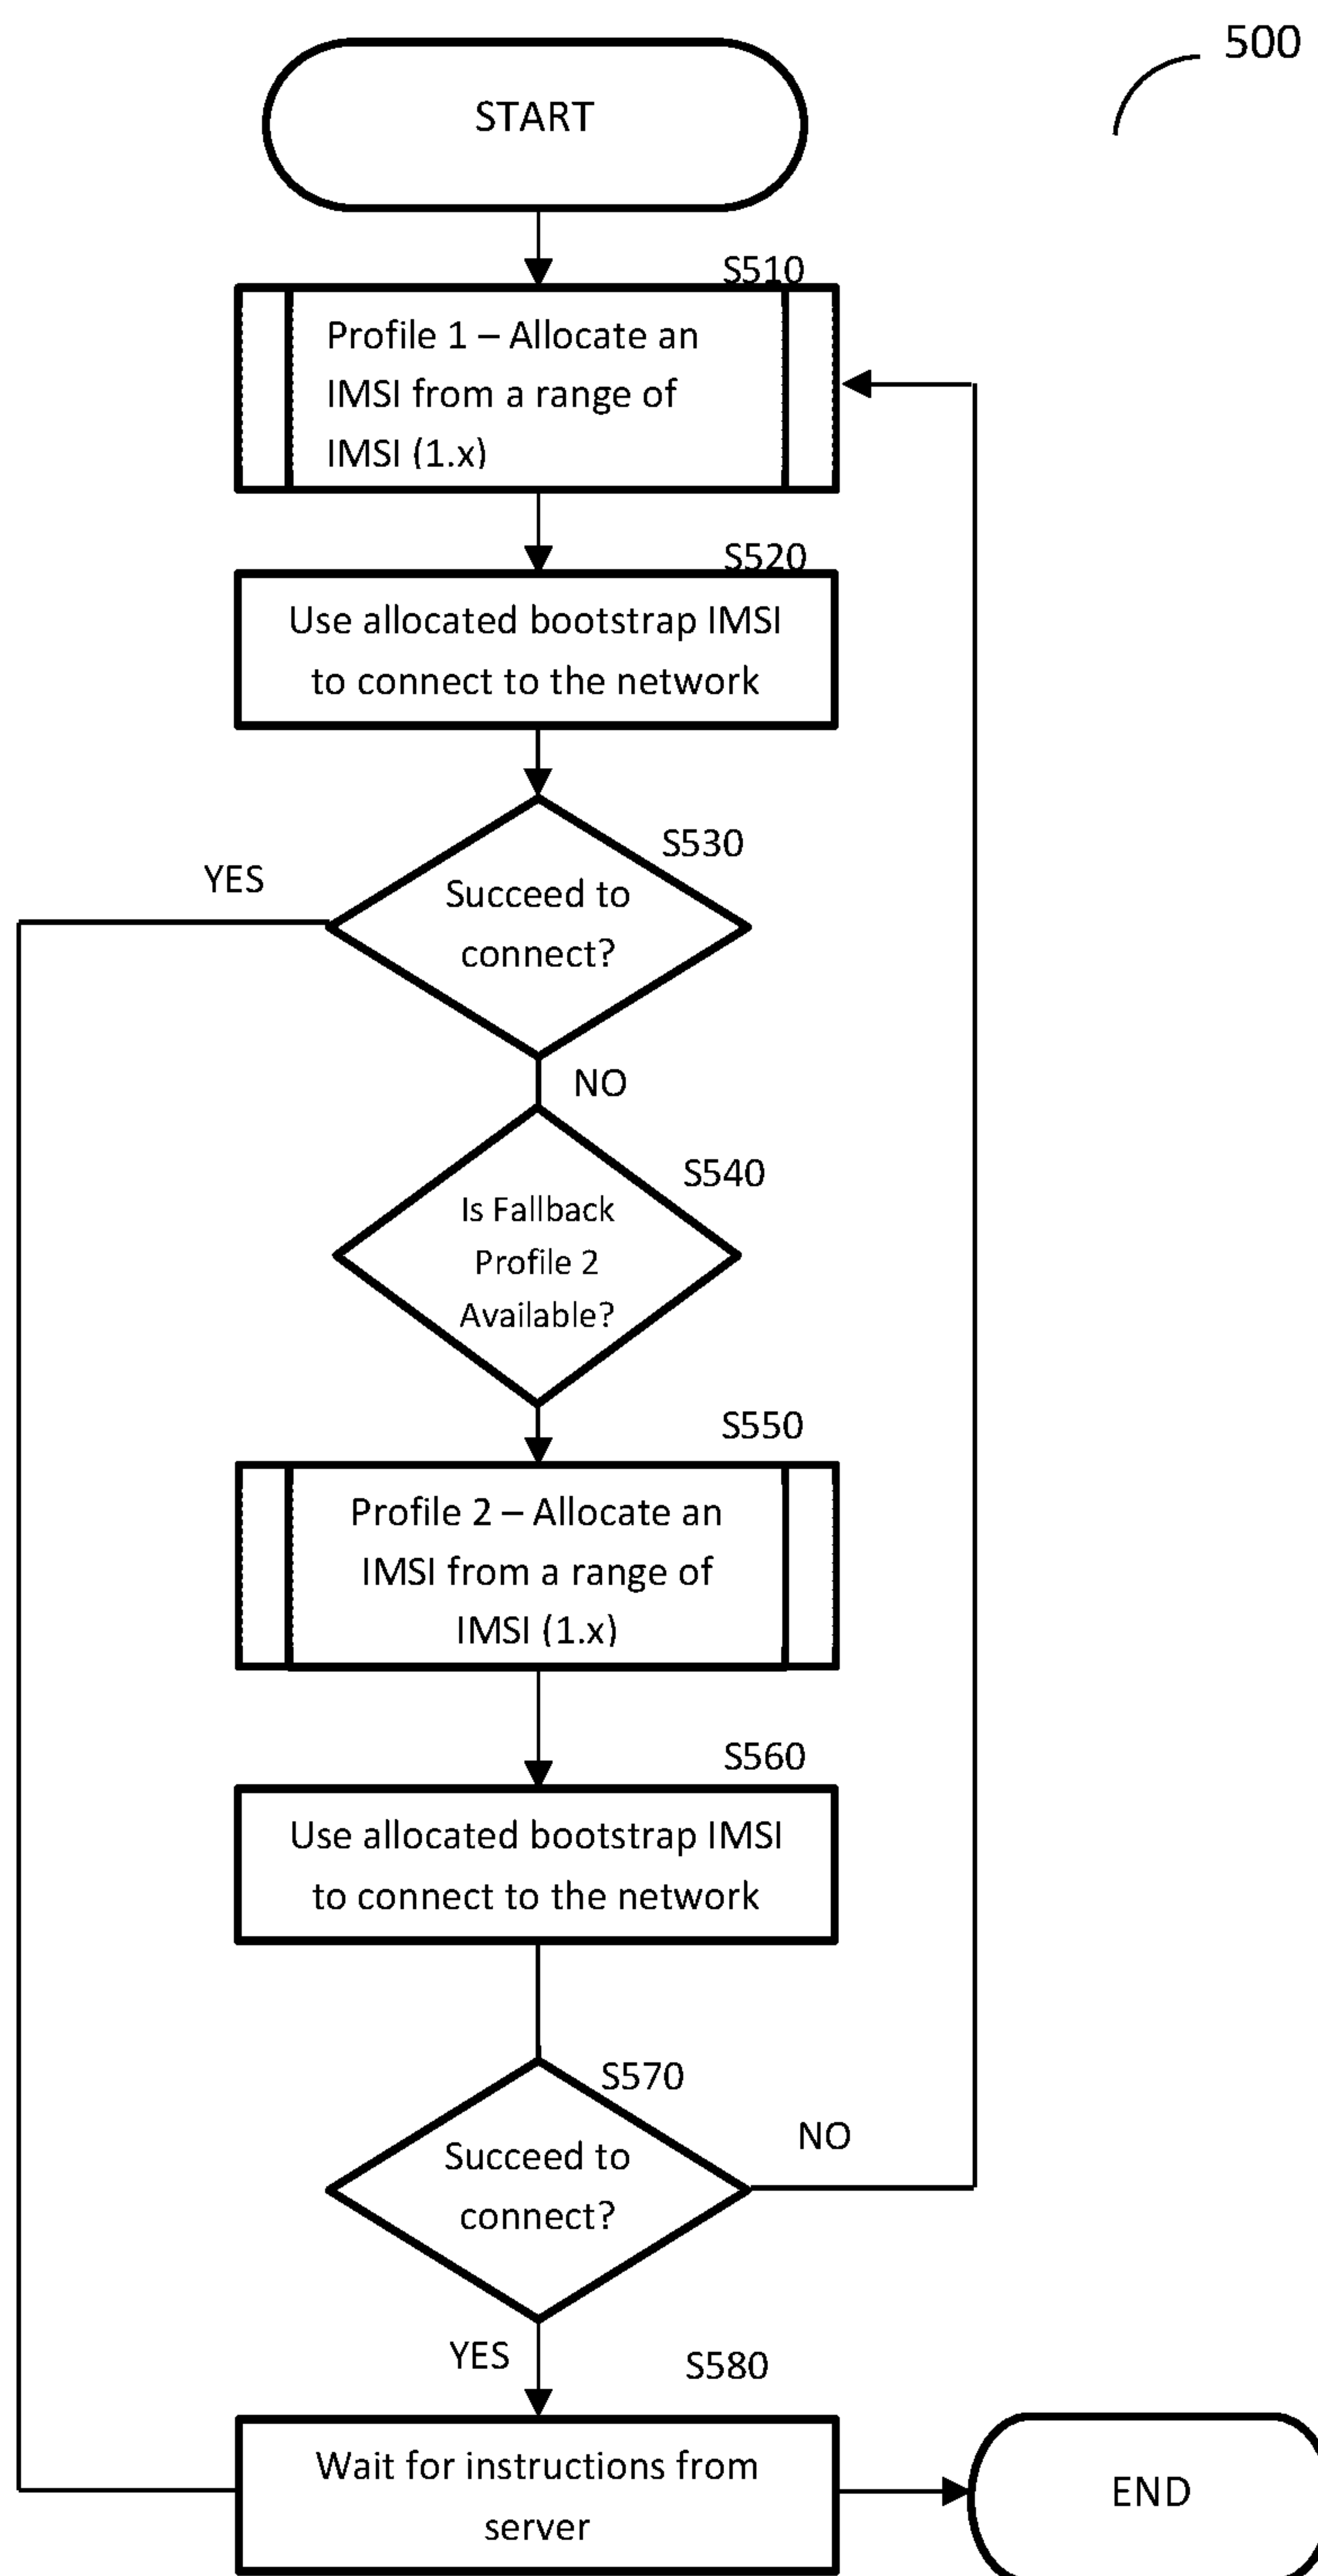 500
START
S510
Profile 1 – Allocate an
IMSI from a range of
IMSI (1.x)
S520
Use allocated bootstrap IMSI
to connect to the network
S530
YES
Succeed to
connect?
NO
S540
Is Fallback
Profile 2
Available?
S550
Profile 2 – Allocate an
IMSI from a range of
IMSI (1.x)
S560
Use allocated bootstrap IMSI
to connect to the network
S570
NO
Succeed to
connect?
YES
S580
Wait for instructions from
server
END